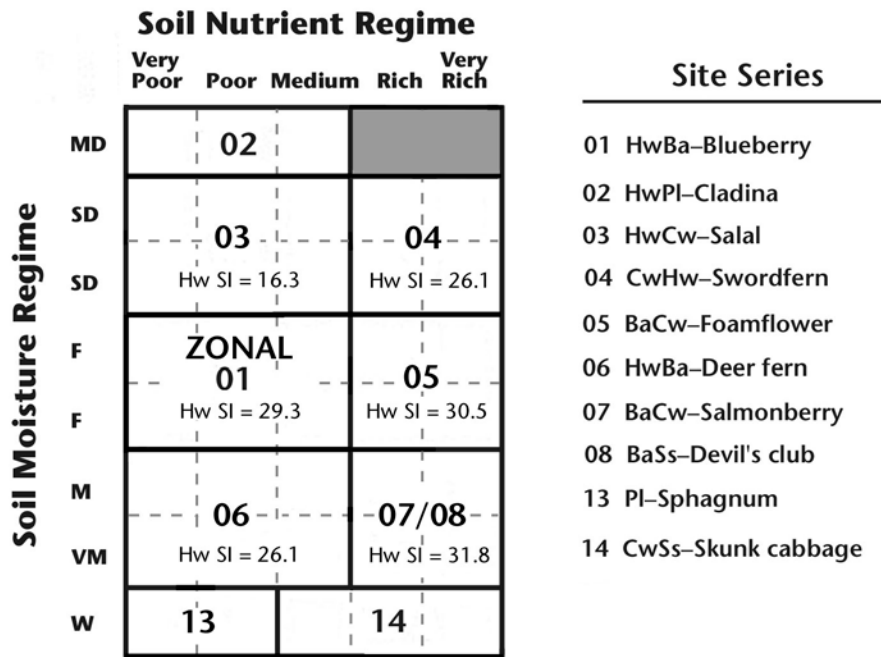 Soil Nutrient Regime
Very Poor Poor Medium Rich Very Rich
Soil Moisture Regime
MD
02
SD
03
04
SD
Hw SI = 16.3
Hw SI = 26.1
F
ZONAL
01
05
F
Hw SI = 29.3
Hw SI = 30.5
M
06
07/08
VM
Hw SI = 26.1
Hw SI = 31.8
W
13
14
Site Series
01 HwBa–Blueberry
02 HwPl–Cladina
03 HwCw–Salal
04 CwHw–Swordfern
05 BaCw–Foamflower
06 HwBa–Deer fern
07 BaCw–Salmonberry
08 BaSs–Devil's club
13 Pl–Sphagnum
14 CwSs–Skunk cabbage